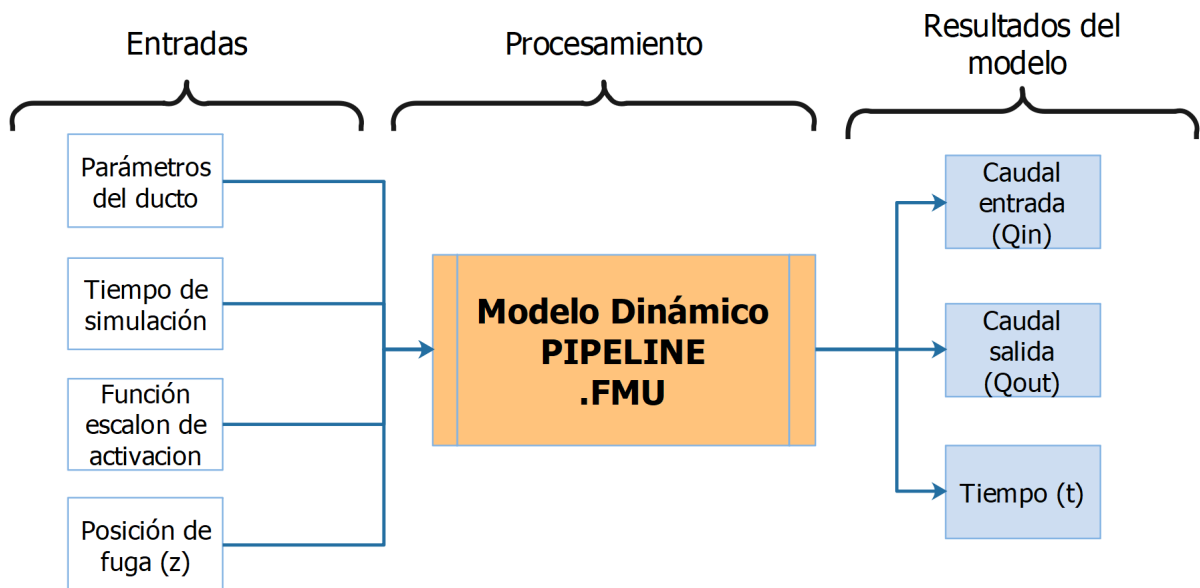 Entradas
Procesamiento
Resultados del
modelo
Parámetros
del ducto
Tiempo de
simulación
Función
escalon de
activacion
Posición de
fuga (z)
Modelo Dinámico
PIPELINE
.FMU
Caudal
entrada
(Qin)
Caudal
salida
(Qout)
Tiempo (t)